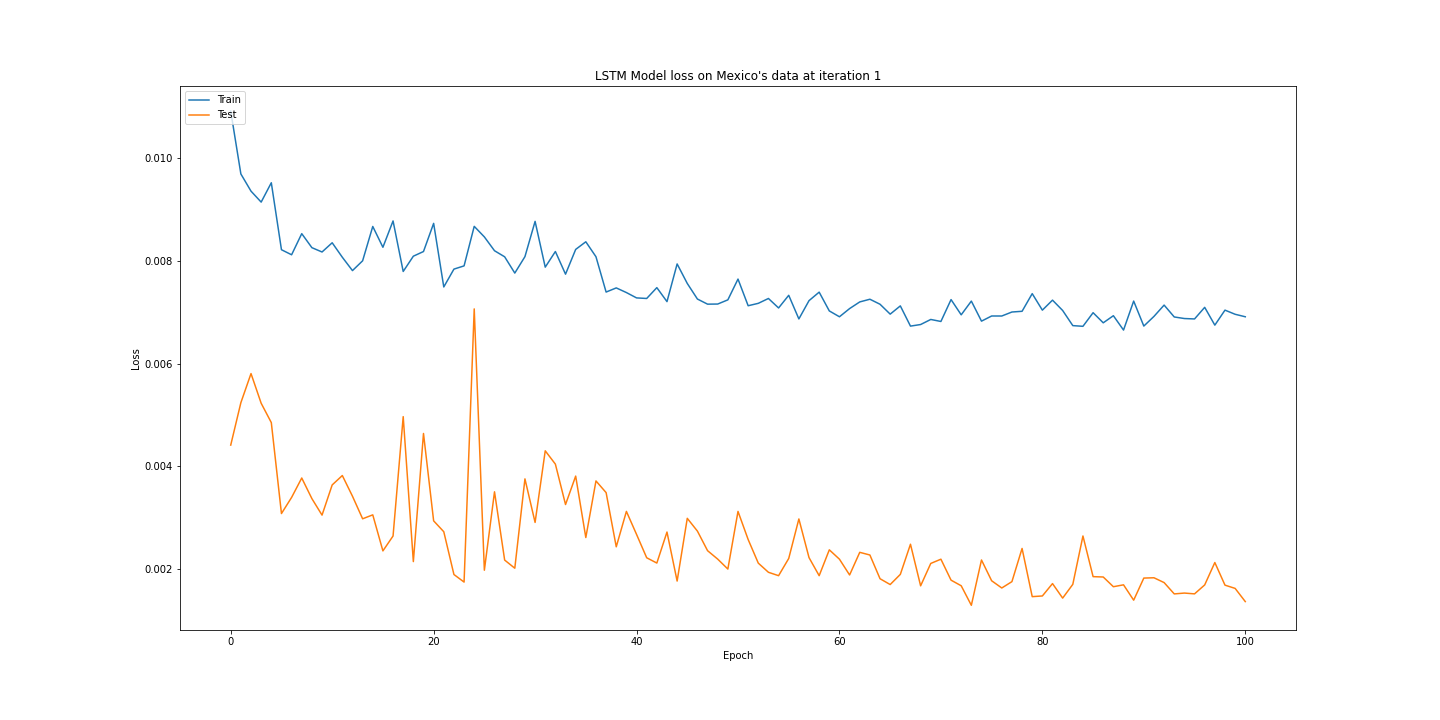 LSTM Model loss on Mexico's data at iteration 1
Train
Test
0.010
0.008
0.006
0.004
0.002
Loss
0 20 40 60 80 100
Epoch